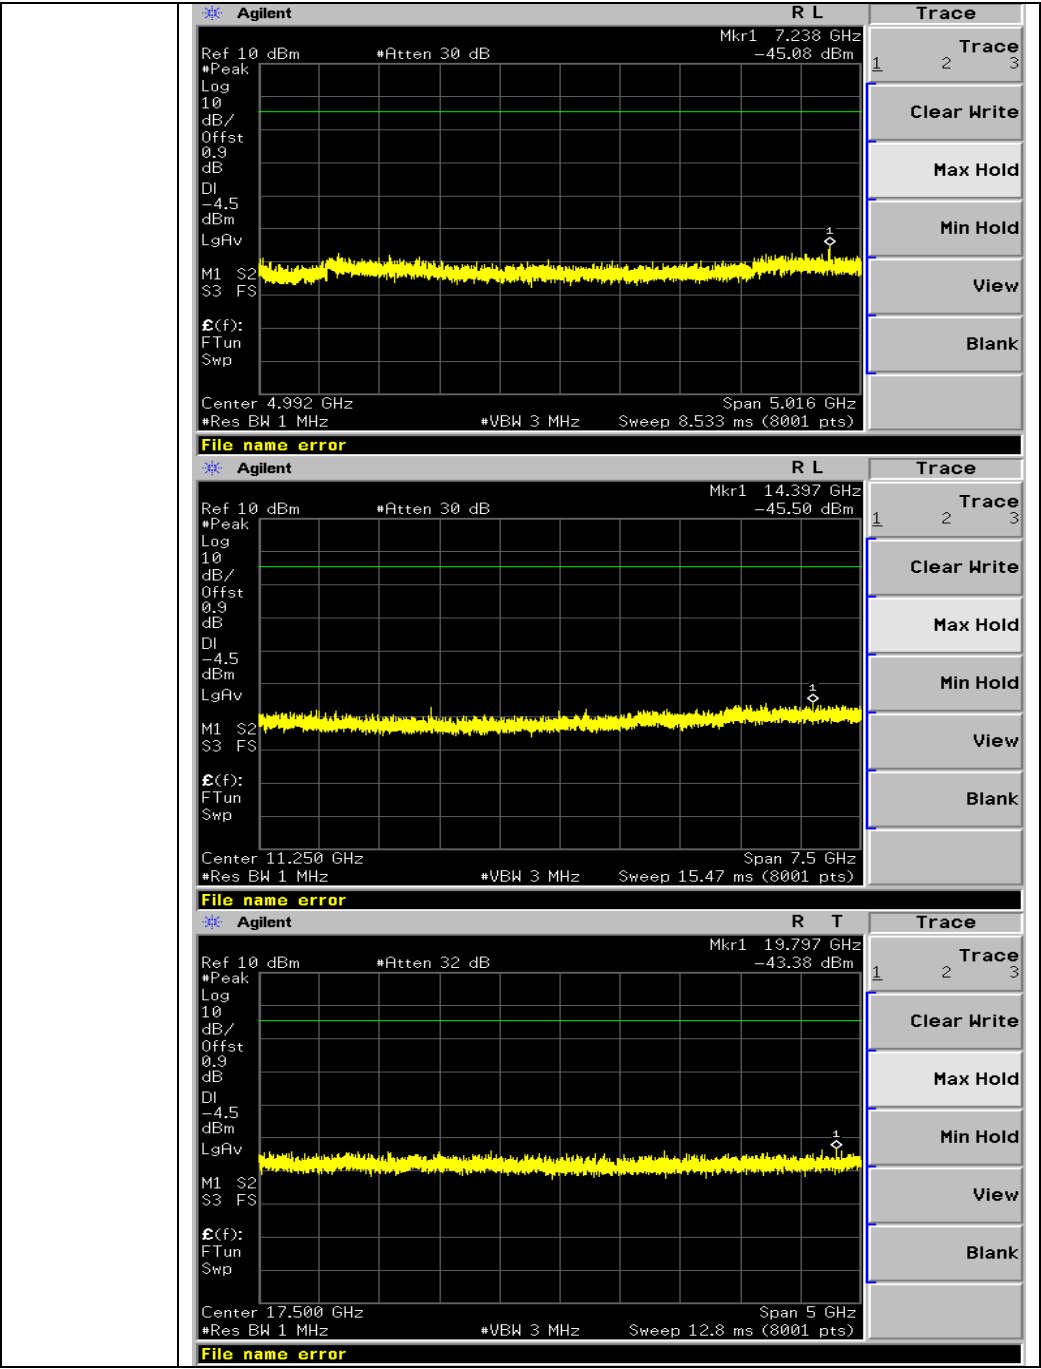 Agilent R L Trace
Mkr1 7.238 GHz
Ref 10 dBm #Atten 30 dB -45.08 dBm
Trace
1 2 3
#Peak
Log
10
dB/
Offst
0.9
dB
DI
-4.5
dBm
LgAv
1
M1 S2
S3 FS
£(f):
FTun
Swp
Clear Write
Max Hold
Min Hold
View
Blank
Center 4.992 GHz Span 5.016 GHz
#Res BW 1 MHz #VBW 3 MHz Sweep 8.533 ms (8001 pts)
File name error
Agilent R L Trace
Mkr1 14.397 GHz
Ref 10 dBm #Atten 30 dB -45.50 dBm
Trace
1 2 3
#Peak
Log
10
dB/
Offst
0.9
dB
DI
-4.5
dBm
LgAv
1
M1 S2
S3 FS
£(f):
FTun
Swp
Clear Write
Max Hold
Min Hold
View
Blank
Center 11.250 GHz Span 7.5 GHz
#Res BW 1 MHz #VBW 3 MHz Sweep 15.47 ms (8001 pts)
File name error
Agilent R T Trace
Mkr1 19.797 GHz
Ref 10 dBm #Atten 32 dB -43.38 dBm
Trace
1 2 3
#Peak
Log
10
dB/
Offst
0.9
dB
DI
-4.5
dBm
LgAv
1
M1 S2
S3 FS
£(f):
FTun
Swp
Clear Write
Max Hold
Min Hold
View
Blank
Center 17.500 GHz Span 5 GHz
#Res BW 1 MHz #VBW 3 MHz Sweep 12.8 ms (8001 pts)
File name error